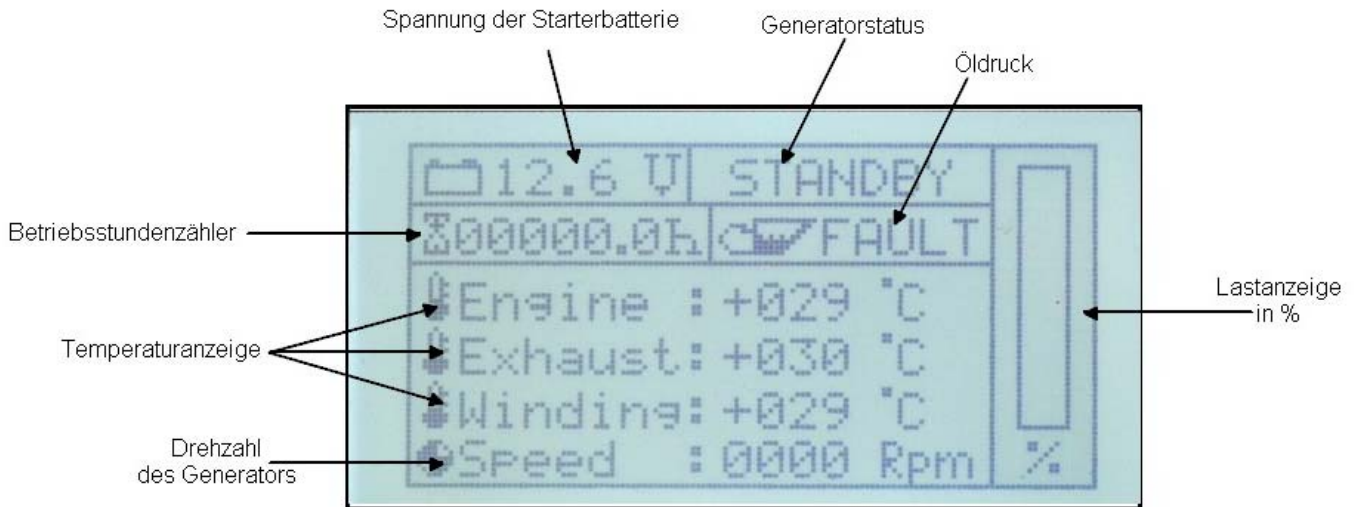 Spannung der Starterbatterie
Generatorstatus
Öldruck
12.6 V
STANDBY
Betriebsstundenzähler
00000.0h
FAULT
Engine :+029 °C
Lastanzeige
in %
Temperaturanzeige
Exhaust:+030 °C
Winding:+029 °C
Drehzahl
des Generators
Speed :0000 Rpm
%